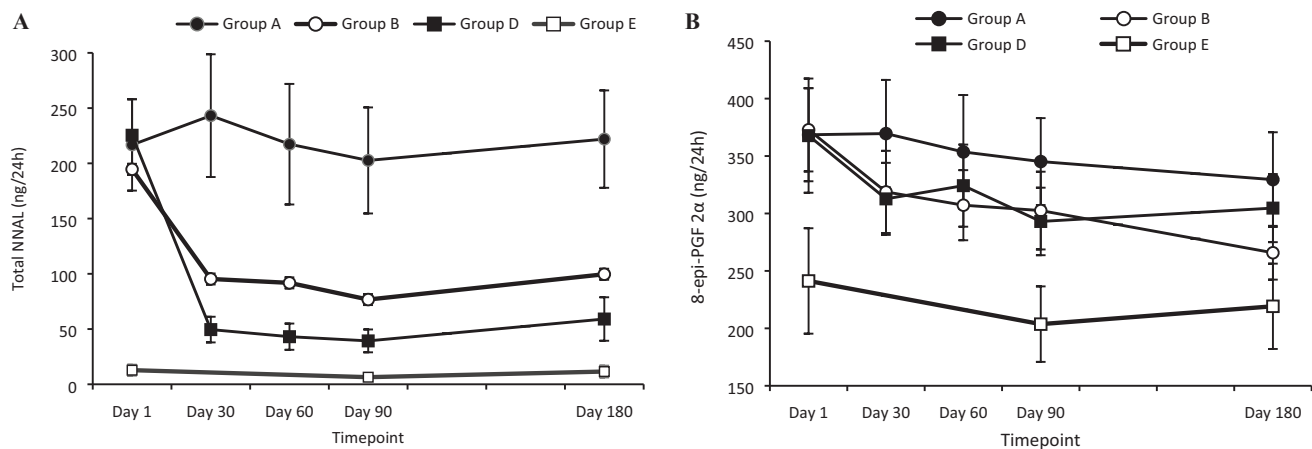 A
Group A Group B Group D Group E
300
250
200
150
100
50
0
Total NNAL (ng/24h)
Day 1 Day 30 Day 60 Day 90 Day 180
Timepoint
B
Group A Group B
Group D Group E
450
400
350
300
250
200
150
8-epi-PGF 2α (ng/24h)
Day 1 Day 30 Day 60 Day 90 Day 180
Timepoint